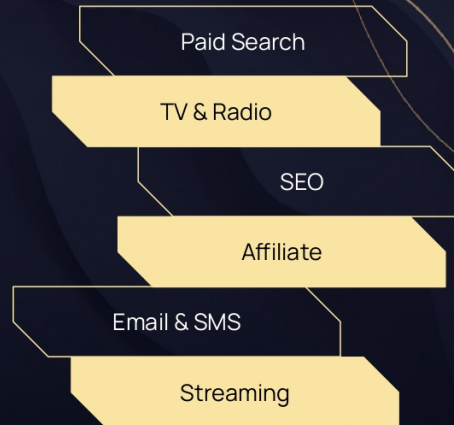 Paid Search
TV & Radio
SEO
Affiliate
Email & SMS
Streaming